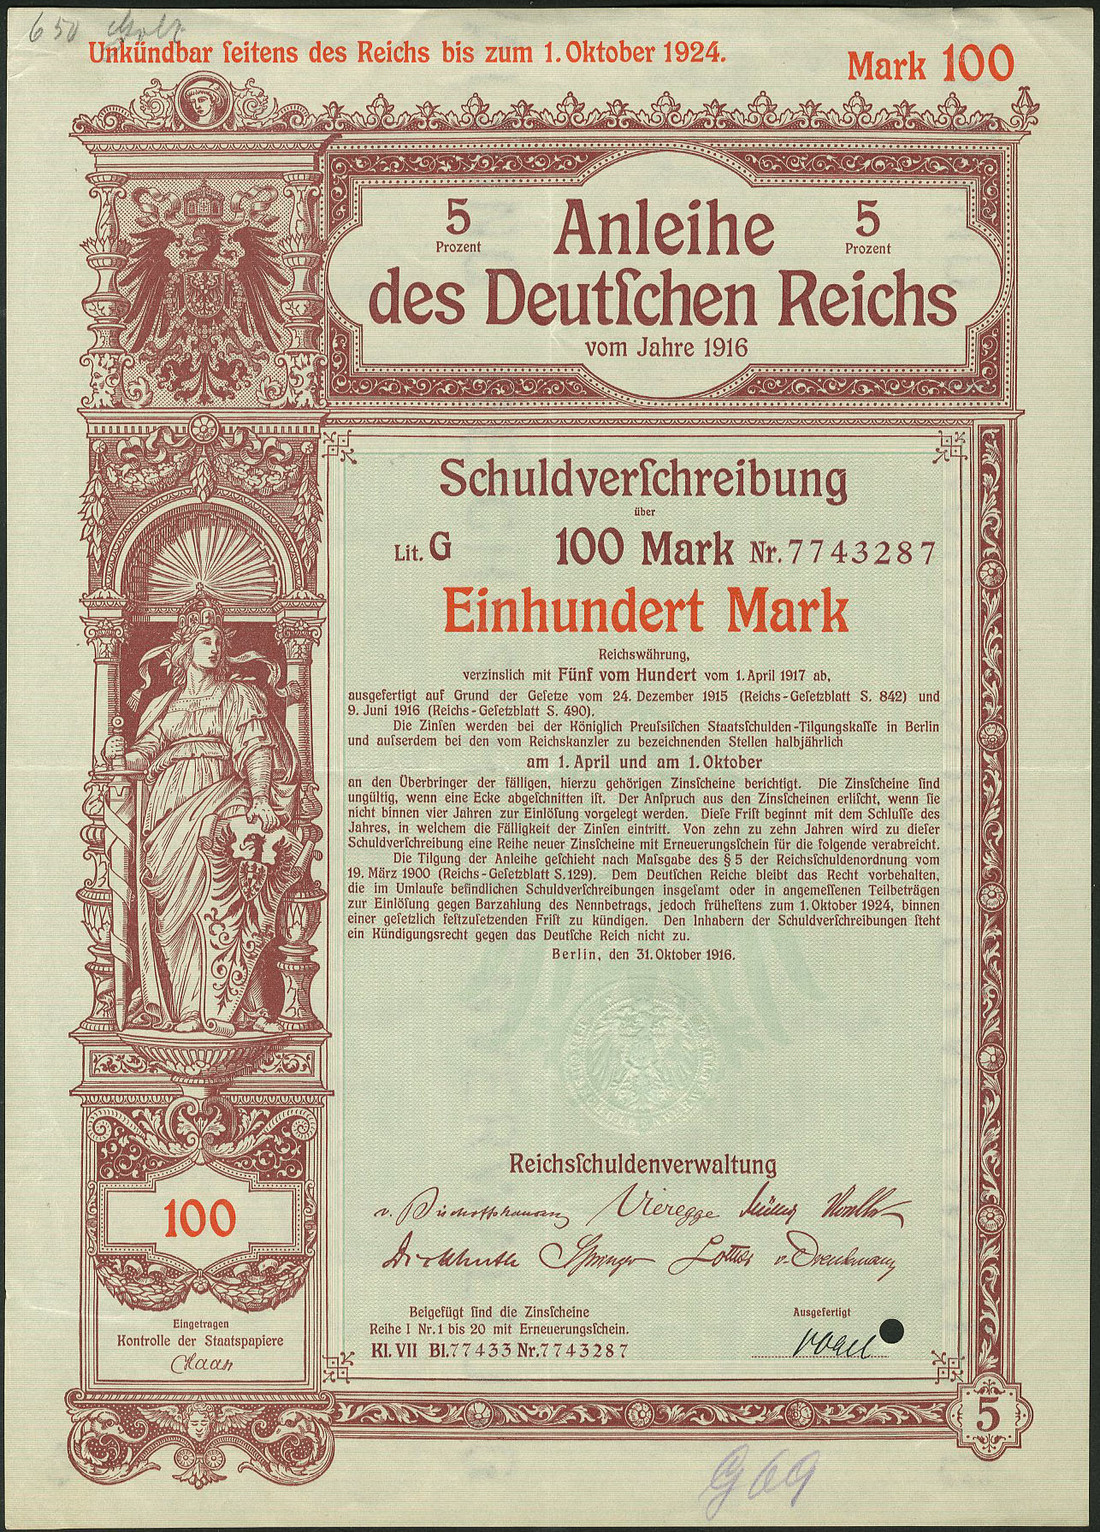 650
Unkündbar ſeitens des Reichs bis zum 1. Oktober 1924.
Mark 100
5 Prozent
Anleihe
5 Prozent
des Deutſchen Reichs
vom Jahre 1916
Schuldverſchreibung
über
Lit. G 100 Mark Nr. 7743287
Einhundert Mark
Reichswährung,
verzinslich mit Fünf vom Hundert vom 1. April 1917 ab,
ausgefertigt auf Grund der Geſetze vom 24. Dezember 1915 (Reichs-Geſetzblatt S. 842) und
9. Juni 1916 (Reichs-Geſetzblatt S. 490).
Die Zinſen werden bei der Königlich Preuſsiſchen Staatsſchulden-Tilgungskaſſe in Berlin
und auſserdem bei den vom Reichskanzler zu bezeichnenden Stellen halbjährlich
am 1. April und am 1. Oktober
an den Überbringer der fälligen, hierzu gehörigen Zinsſcheine berichtigt. Die Zinsſcheine ſind
ungültig, wenn eine Ecke abgeſchnitten iſt. Der Anſpruch aus den Zinsſcheinen erliſcht, wenn ſie
nicht binnen vier Jahren zur Einlöſung vorgelegt werden. Dieſe Friſt beginnt mit dem Schluſſe des
Jahres, in welchem die Fälligkeit der Zinſen eintritt. Von zehn zu zehn Jahren wird zu dieſer
Schuldverſchreibung eine Reihe neuer Zinsſcheine mit Erneuerungsſchein für die folgende verabreicht.
Die Tilgung der Anleihe geſchieht nach Maſsgabe des § 5 der Reichsſchuldenordnung vom
19. März 1900 (Reichs-Geſetzblatt S. 129). Dem Deutſchen Reiche bleibt das Recht vorbehalten,
die im Umlaufe befindlichen Schuldverſchreibungen insgeſamt oder in angemeſſenen Teilbeträgen
zur Einlöſung gegen Barzahlung des Nennbetrags, jedoch früheſtens zum 1. Oktober 1924, binnen
einer geſetzlich feſtzuſetzenden Friſt zu kündigen. Den Inhabern der Schuldverſchreibungen ſteht
ein Kündigungsrecht gegen das Deutſche Reich nicht zu.
Berlin, den 31. Oktober 1916.
Reichsſchuldenverwaltung
v. Bischoffshausen Vieregge Müller
Springer
100
Eingetragen
Kontrolle der Staatspapiere
Haan
Beigefügt ſind die Zinsſcheine
Reihe I Nr. 1 bis 20 mit Erneuerungsſchein.
Kl. VII Bl. 77433 Nr. 7743287
Ausgefertigt
5